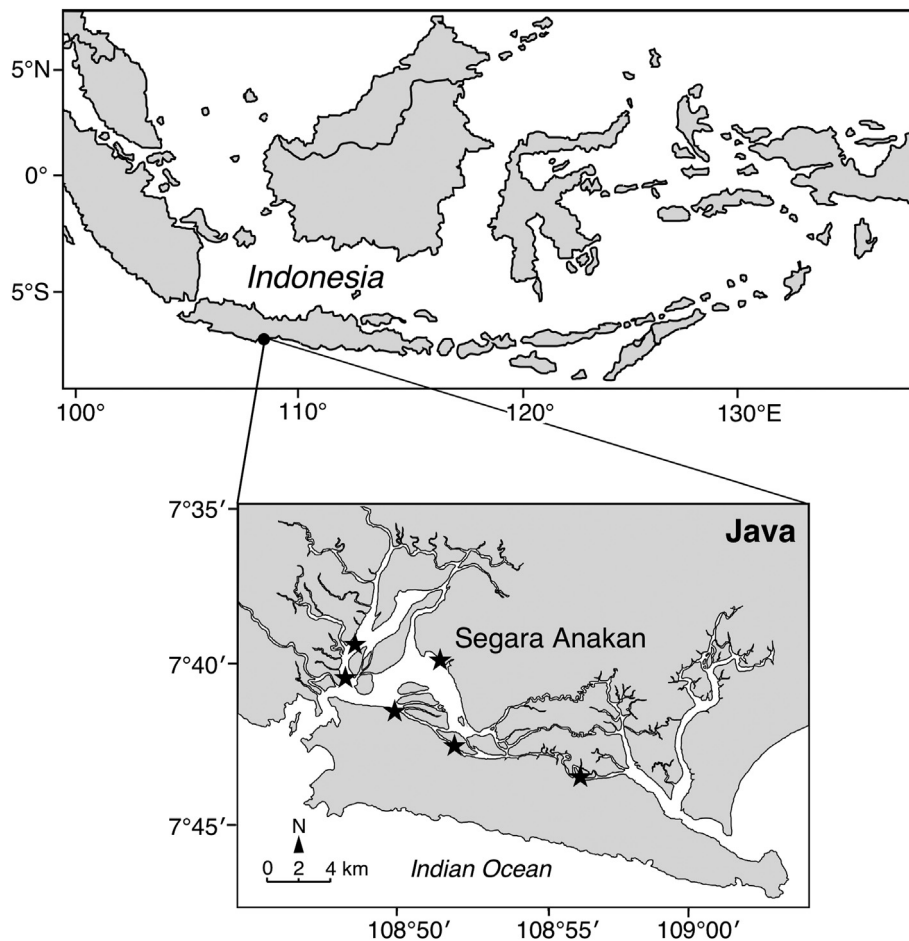 5°N
0°
5°S
Indonesia
100°
110°
120°
130°E
7°35′
Java
Segara Anakan
7°40′
7°45′
N
0 2 4 km
Indian Ocean
108°50′
108°55′
109°00′